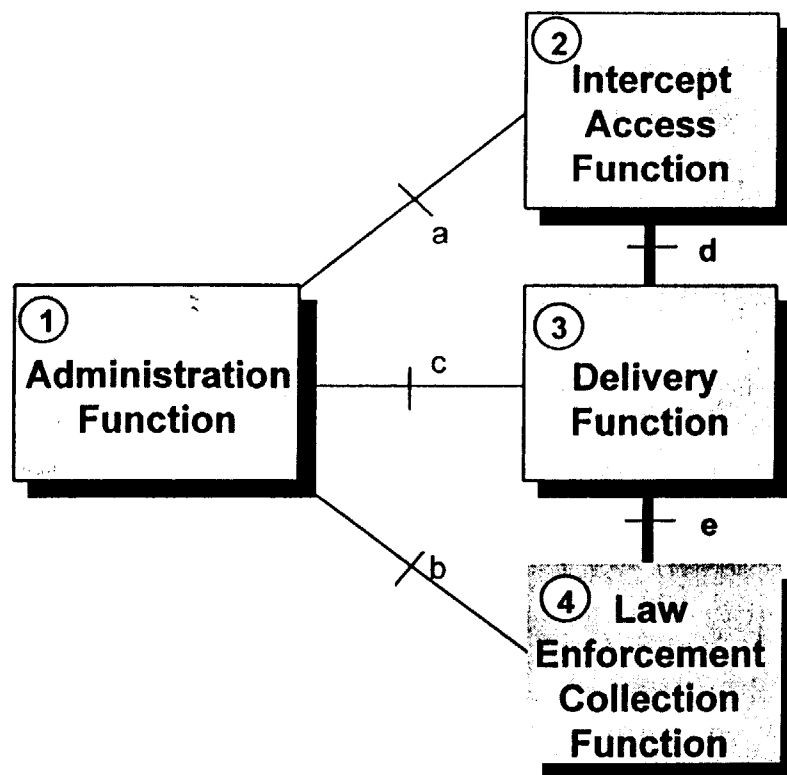 2
Intercept
Access
Function
a
d
1
Administration
Function
c
3
Delivery
Function
e
b
4
Law
Enforcement
Collection
Function